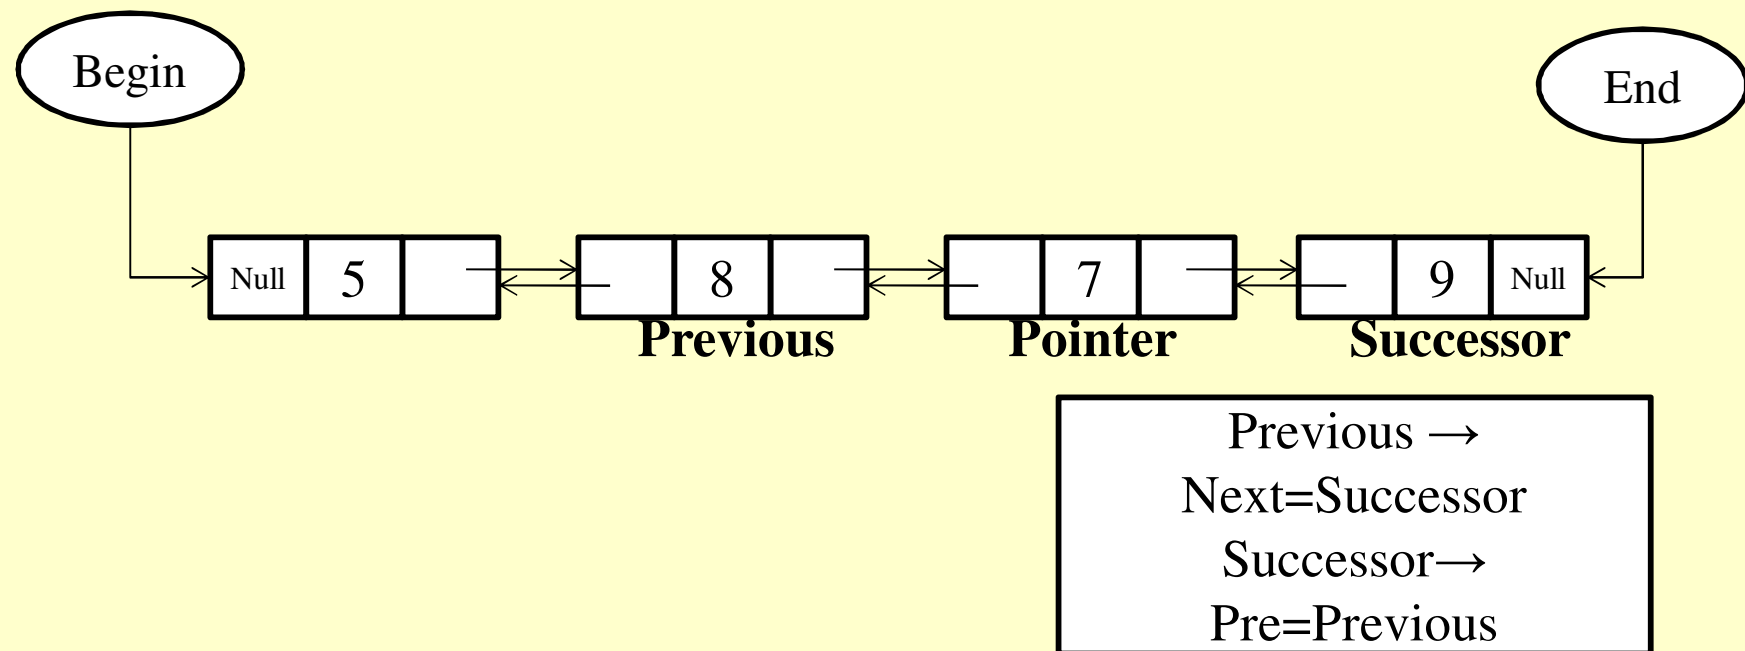 Begin
End
Null 5 8 7 9 Null
Previous Pointer Successor
Previous →
Next=Successor
Successor→
Pre=Previous